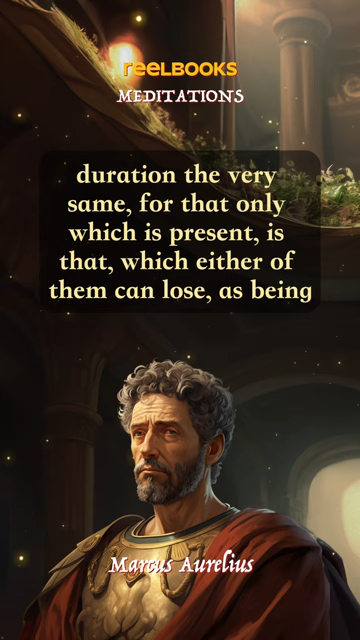 reelbooks
MEDITATIONS
duration the very
same, for that only
which is present, is
that, which either of
them can lose, as being
Marcus Aurelius